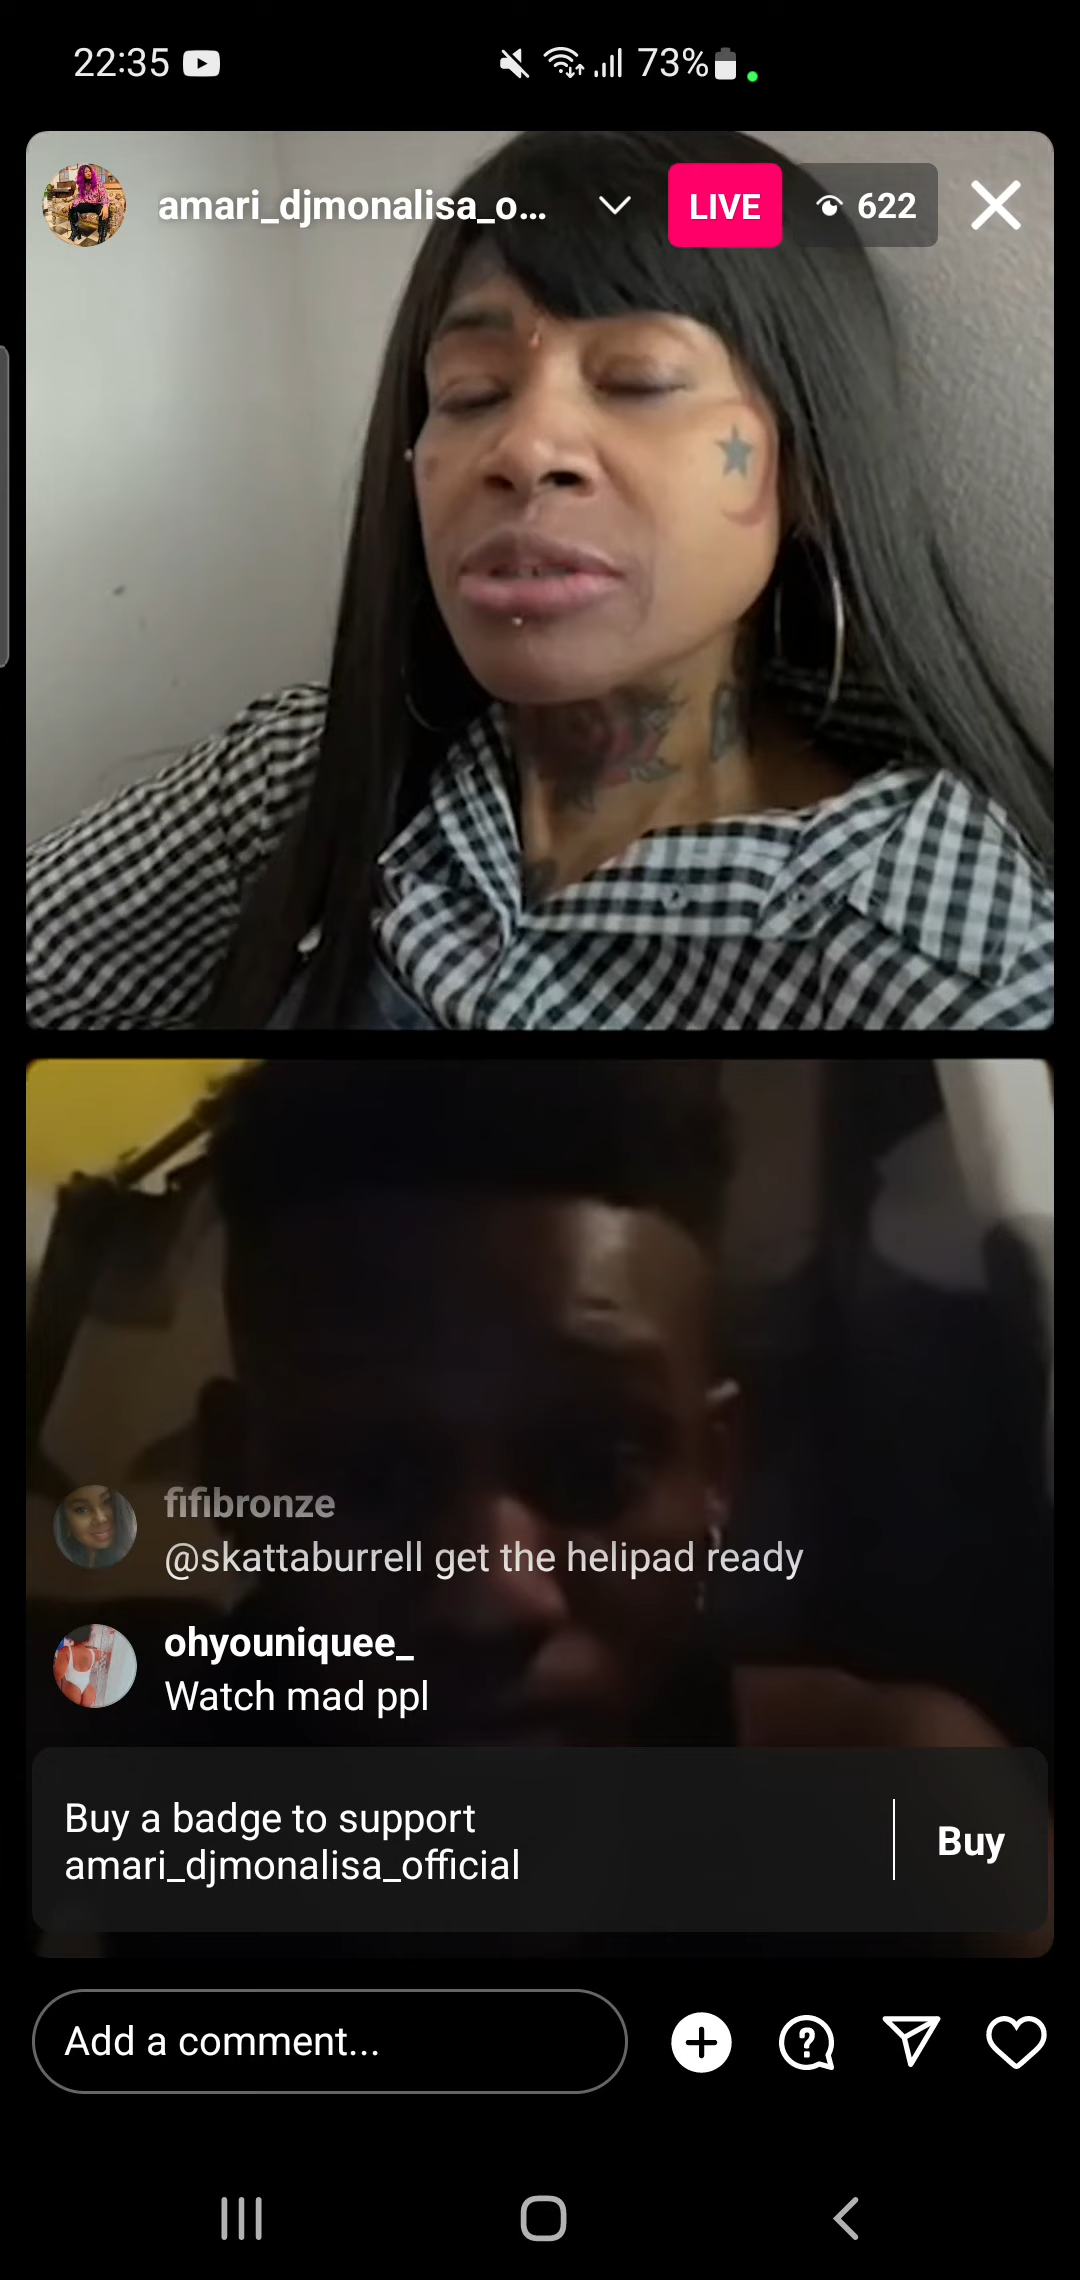 22:35
73%
amari_djmonalisa_o...
LIVE
622
fifibronze
@skattaburrell get the helipad ready
ohyouniquee_
Watch mad ppl
Buy a badge to support
amari_djmonalisa_official
Buy
Add a comment...